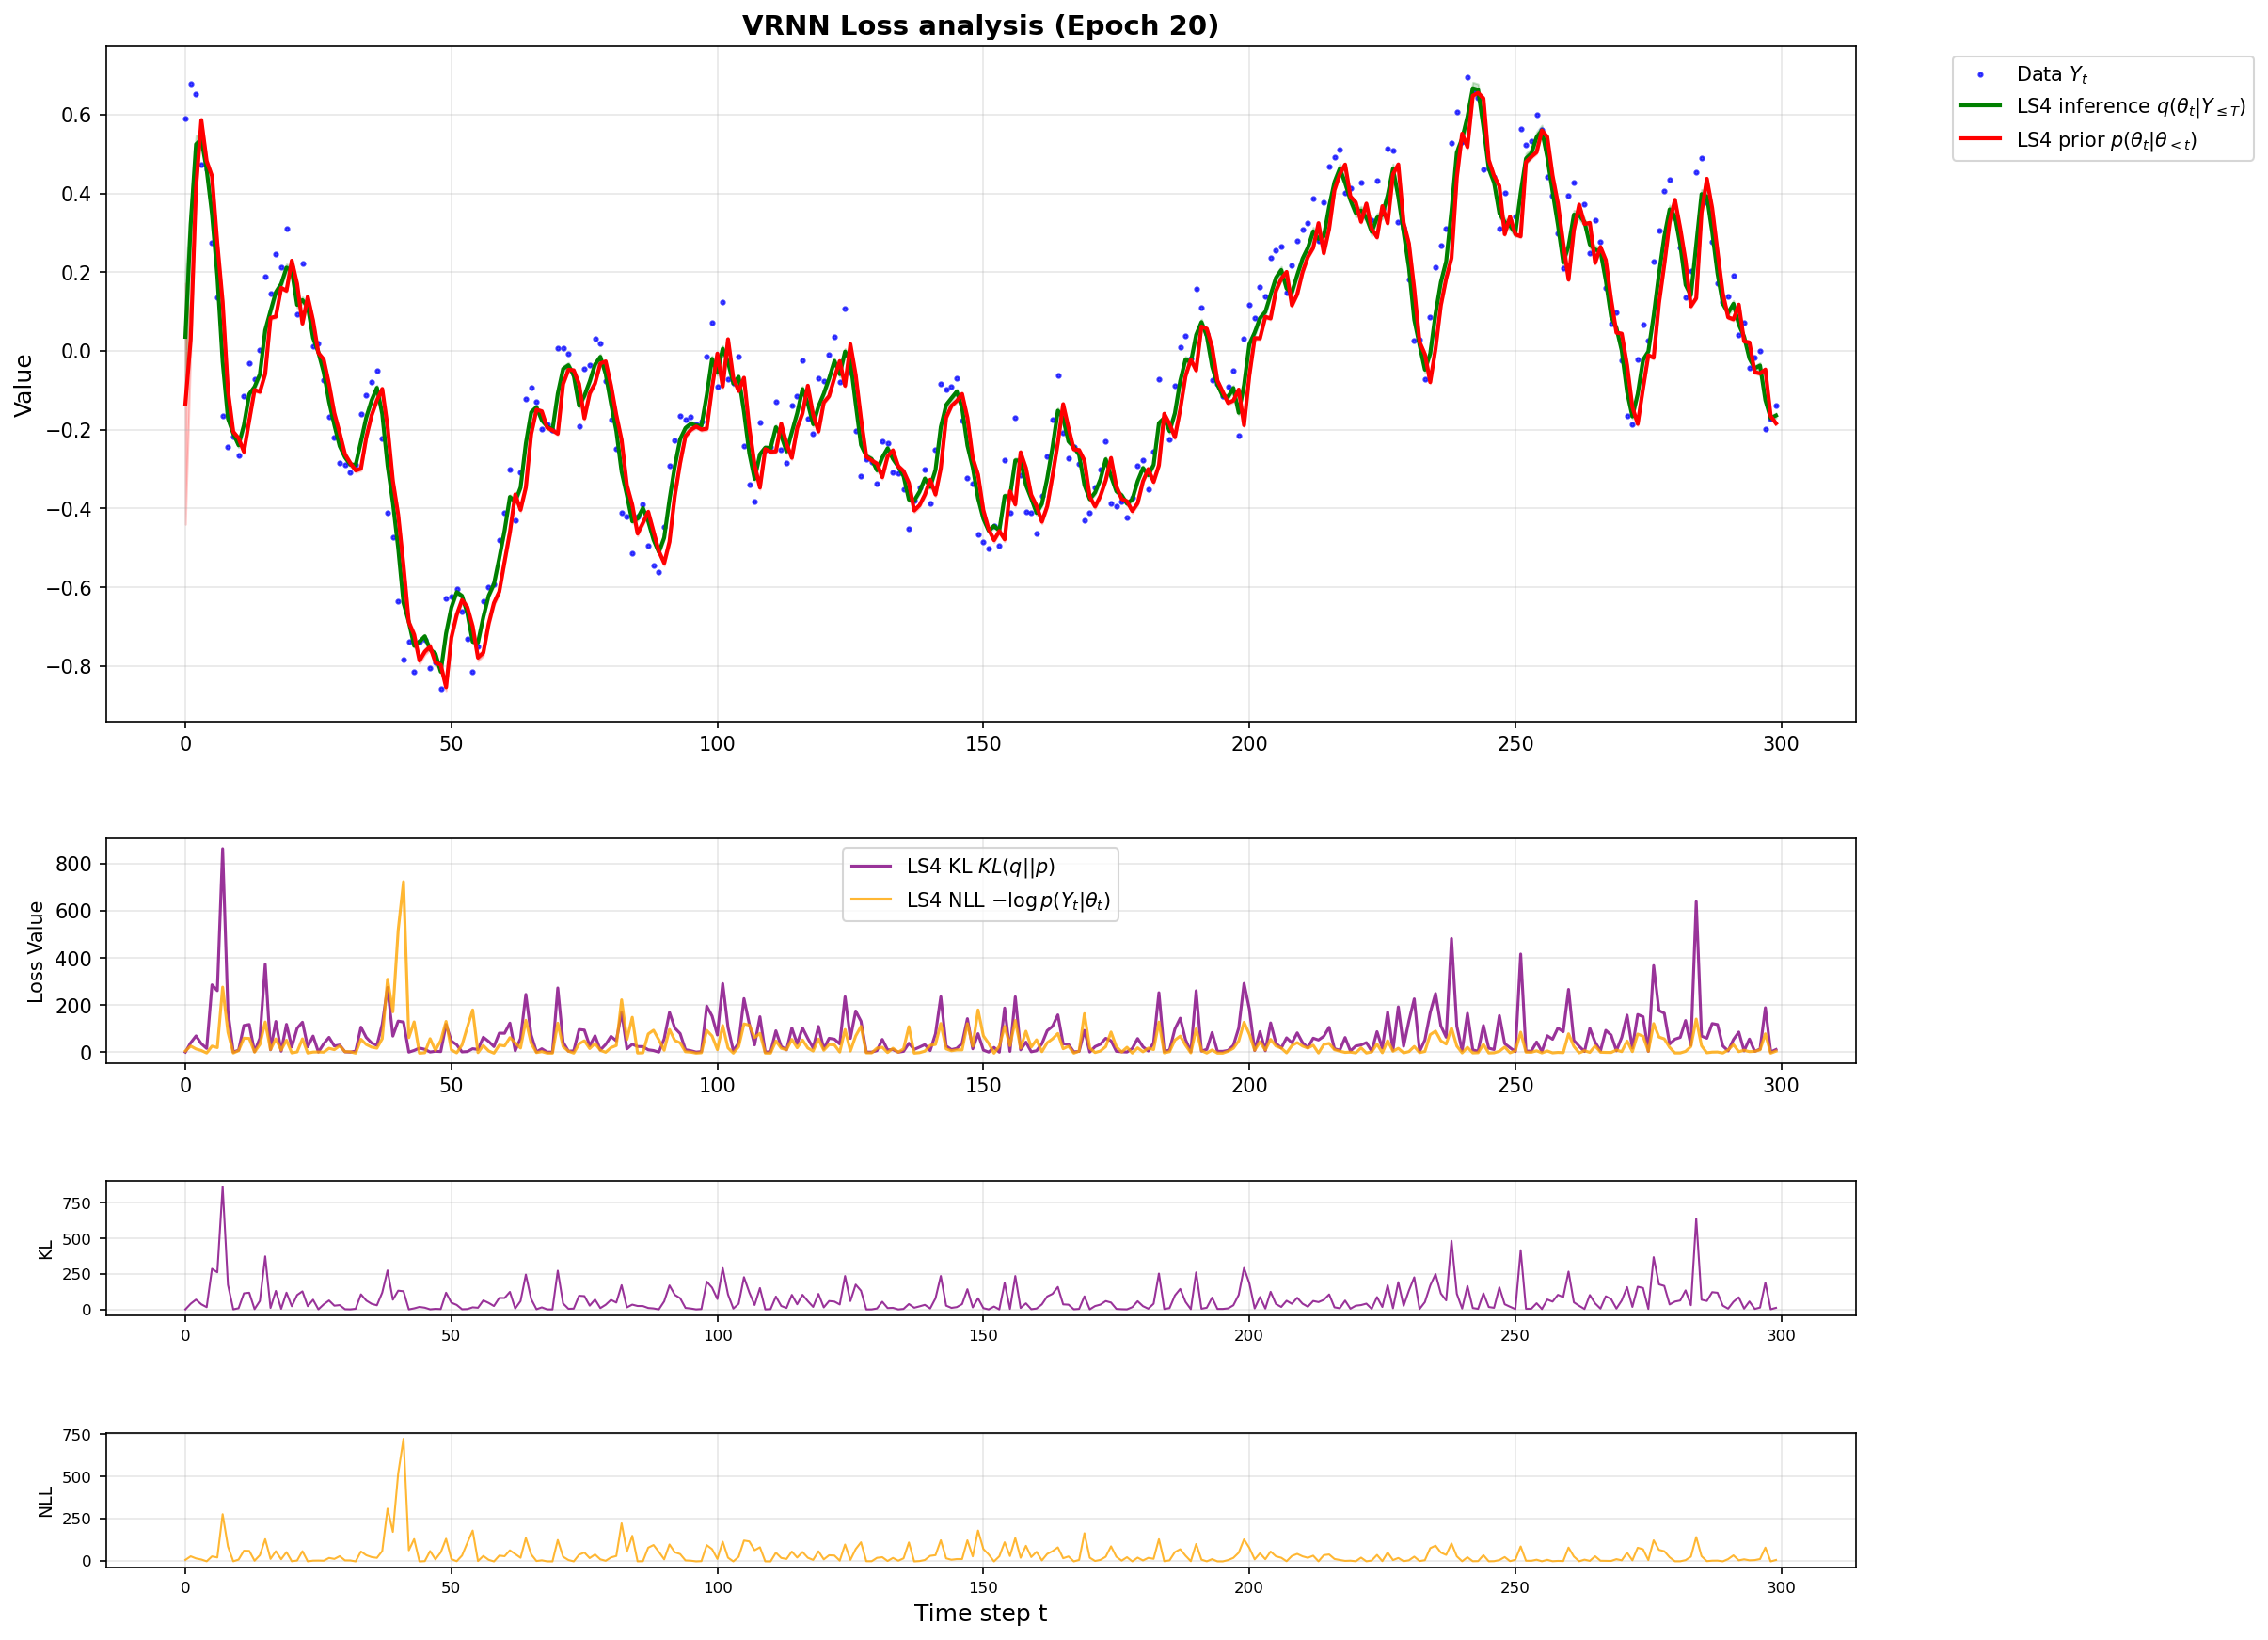 VRNN Loss analysis (Epoch 20)
Data Y_t
LS4 inference q(θ_t|Y_≤T)
LS4 prior p(θ_t|θ_<t)
Value
0.6
0.4
0.2
0.0
−0.2
−0.4
−0.6
−0.8
0 50 100 150 200 250 300
LS4 KL KL(q||p)
LS4 NLL −log p(Y_t|θ_t)
Loss Value
800
600
400
200
0
0 50 100 150 200 250 300
KL
750
500
250
0
0 50 100 150 200 250 300
NLL
750
500
250
0
0 50 100 150 200 250 300
Time step t